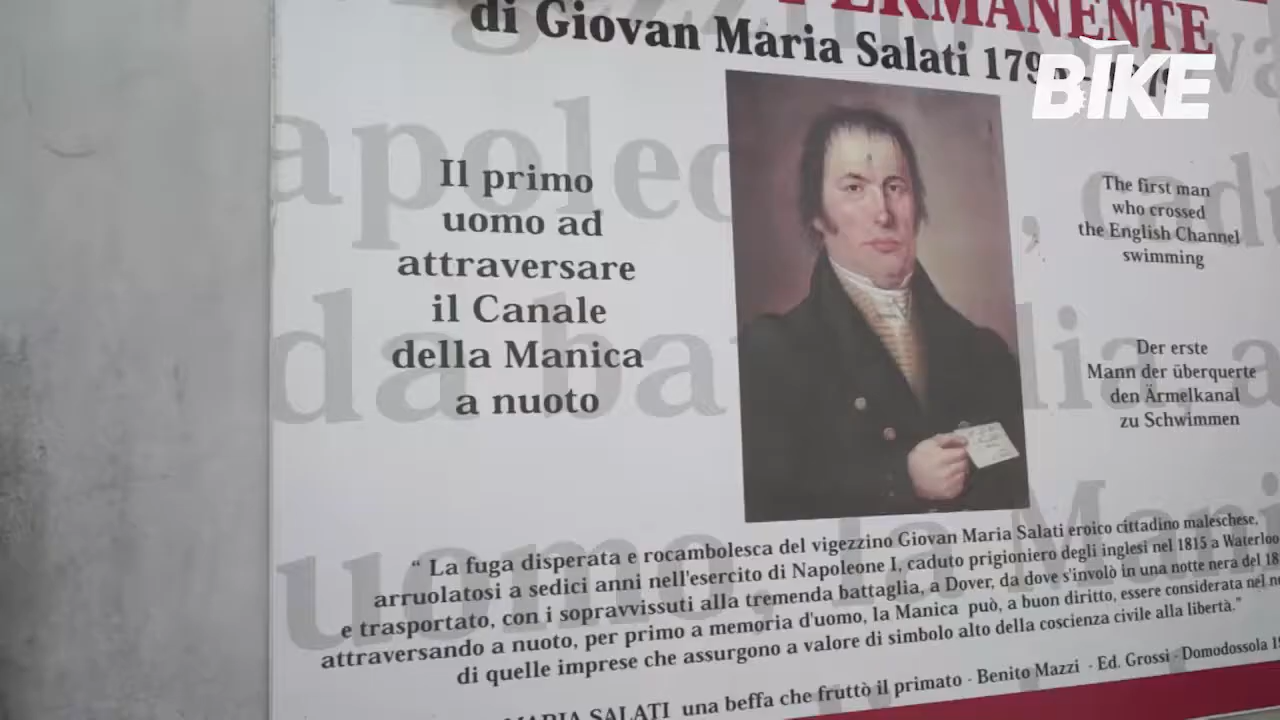 PERMANENTE
di Giovan Maria Salati
BIKE
Il primo
uomo ad
attraversare
il Canale
della Manica
a nuoto
The first man
who crossed
the English Channel
swimming
Der erste
Mann der überquerte
den Ärmelkanal
zu Schwimmen
“ La fuga disperata e rocambolesca del vigezzino Giovan Maria Salati eroico cittadino maleschese,
arruolatosi a sedici anni nell'esercito di Napoleone I, caduto prigioniero degli inglesi nel 1815 a Waterloo
e trasportato, con i sopravvissuti alla tremenda battaglia, a Dover, da dove s'involò in una notte nera del
attraversando a nuoto, per primo a memoria d'uomo, la Manica può, a buon diritto, essere considerata nel
di quelle imprese che assurgono a valore di simbolo alto della coscienza civile alla libertà.”
MARIA SALATI una beffa che fruttò il primato - Benito Mazzi - Ed. Grossi - Domodossola